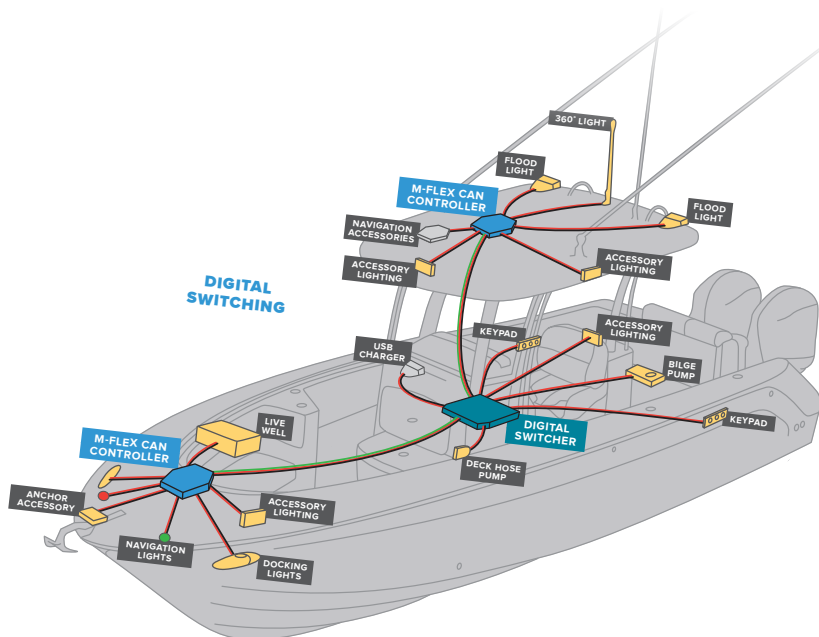 360° LIGHT
FLOOD
LIGHT
M-FLEX CAN
CONTROLLER
FLOOD
LIGHT
NAVIGATION
ACCESSORIES
ACCESSORY
LIGHTING
ACCESSORY
LIGHTING
DIGITAL
SWITCHING
KEYPAD
ACCESSORY
LIGHTING
USB
CHARGER
BILGE
PUMP
LIVE
WELL
KEYPAD
DIGITAL
SWITCHER
M-FLEX CAN
CONTROLLER
DECK HOSE
PUMP
ANCHOR
ACCESSORY
ACCESSORY
LIGHTING
NAVIGATION
LIGHTS
DOCKING
LIGHTS